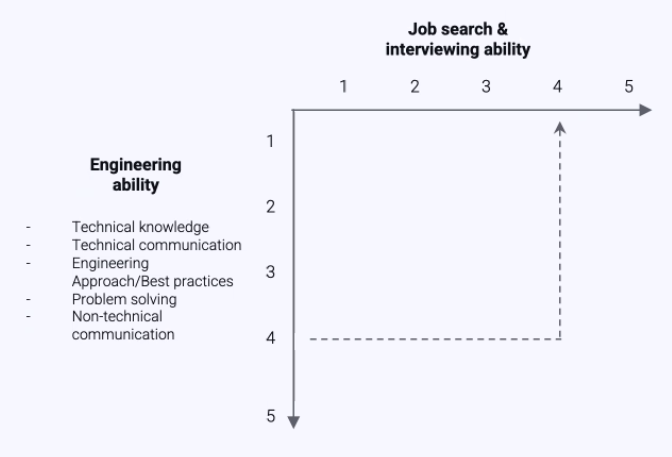 Job search &
interviewing ability
1 2 3 4 5
1
Engineering
ability
2
- Technical knowledge
- Technical communication
- Engineering
Approach/Best practices
3
- Problem solving
- Non-technical
communication
4
5